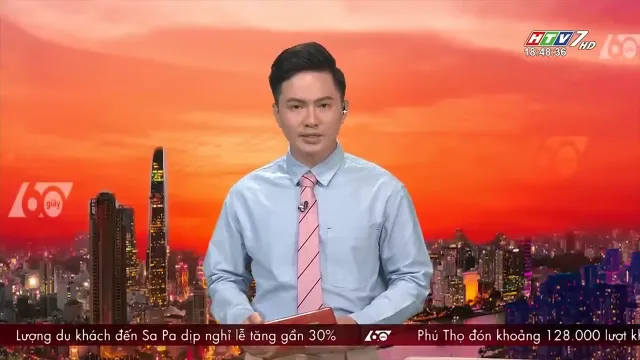 HTV7 HD
18:48:36
60 giây
Lượng du khách đến Sa Pa dịp nghỉ lễ tăng gần 30% 60 Phú Thọ đón khoảng 128.000 lượt k